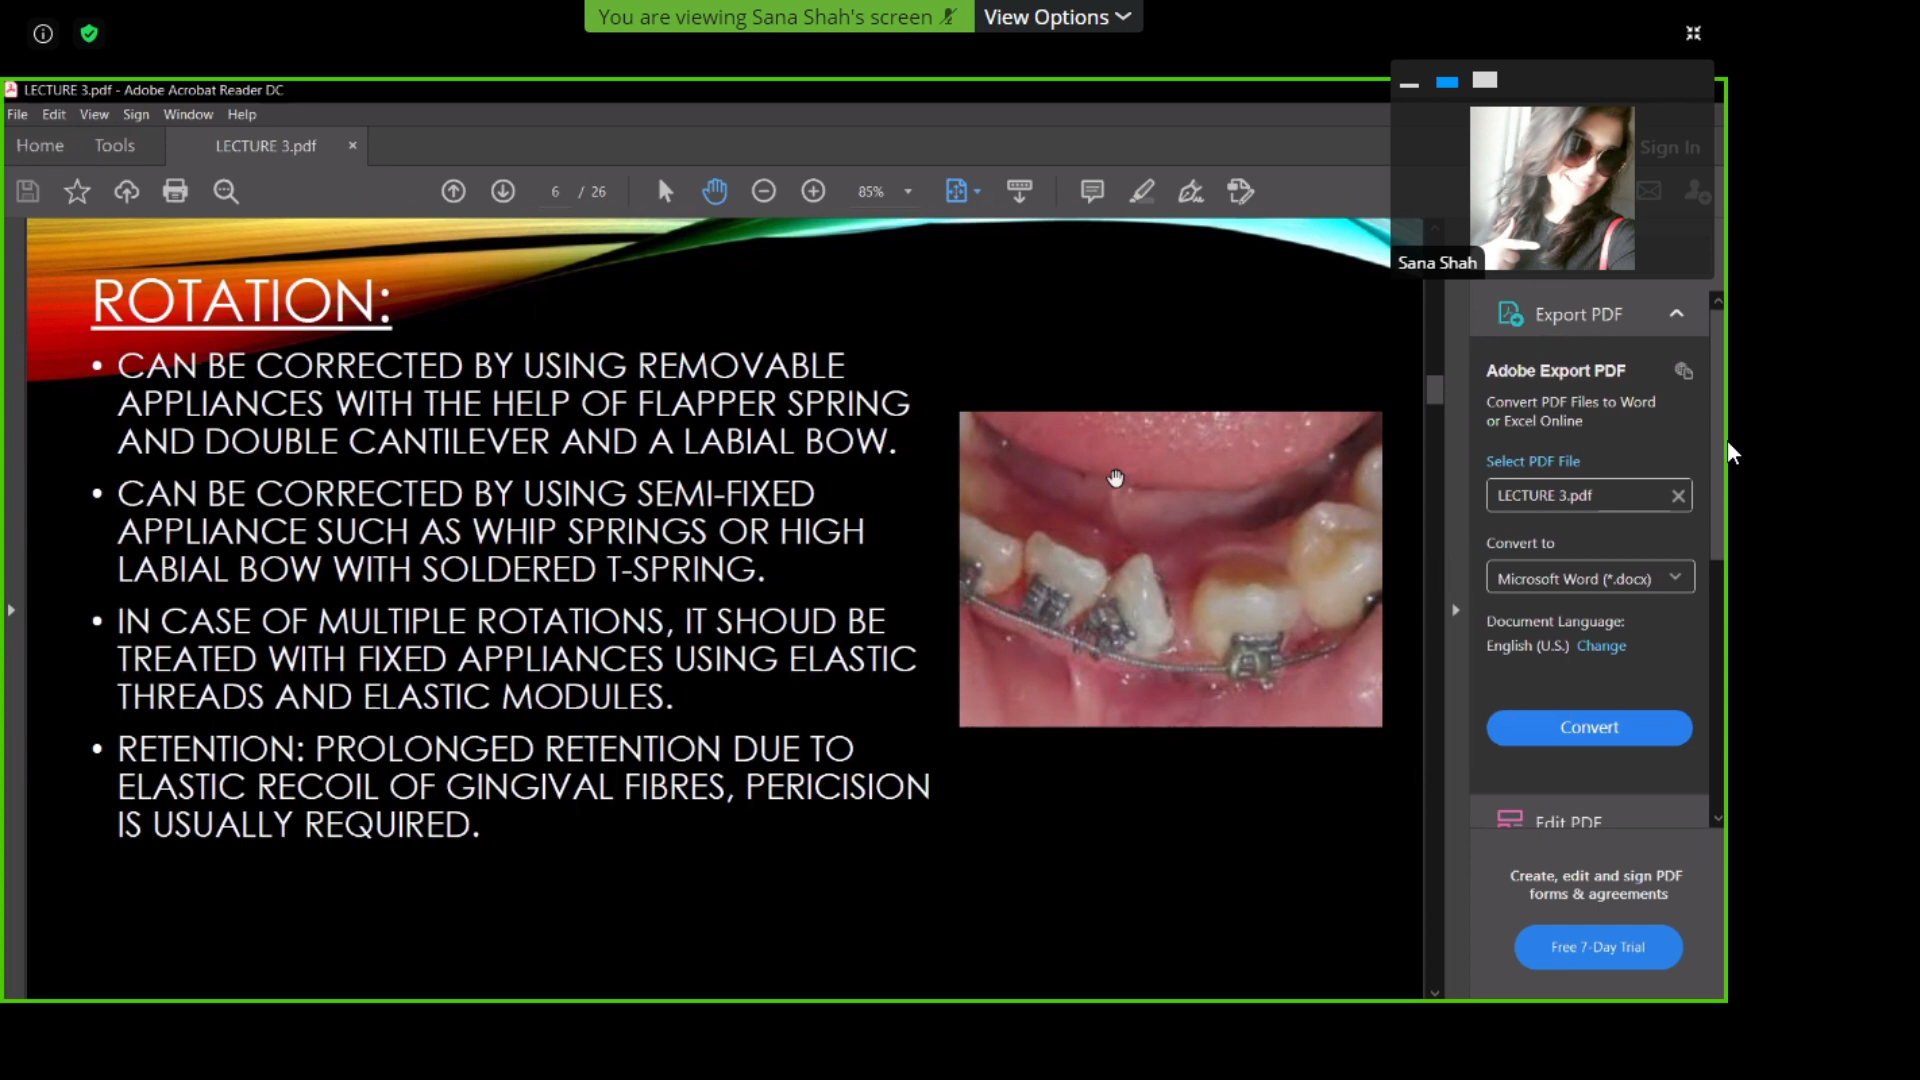 You are viewing Sana Shah's screen
View Options
LECTURE 3.pdf - Adobe Acrobat Reader DC
File Edit View Sign Window Help
Home Tools LECTURE 3.pdf ×
Sign In
6 / 26
85%
Sana Shah
ROTATION:
• CAN BE CORRECTED BY USING REMOVABLE
APPLIANCES WITH THE HELP OF FLAPPER SPRING
AND DOUBLE CANTILEVER AND A LABIAL BOW.
• CAN BE CORRECTED BY USING SEMI-FIXED
APPLIANCE SUCH AS WHIP SPRINGS OR HIGH
LABIAL BOW WITH SOLDERED T-SPRING.
• IN CASE OF MULTIPLE ROTATIONS, IT SHOUD BE
TREATED WITH FIXED APPLIANCES USING ELASTIC
THREADS AND ELASTIC MODULES.
• RETENTION: PROLONGED RETENTION DUE TO
ELASTIC RECOIL OF GINGIVAL FIBRES, PERICISION
IS USUALLY REQUIRED.
Export PDF
Adobe Export PDF
Convert PDF Files to Word
or Excel Online
Select PDF File
LECTURE 3.pdf
Convert to
Microsoft Word (*.docx)
Document Language:
English (U.S.) Change
Convert
Edit PDF
Create, edit and sign PDF
forms & agreements
Free 7-Day Trial